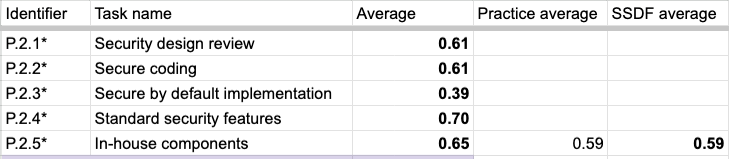 Identifier Task name Average Practice average SSDF average
P.2.1* Security design review 0.61
P.2.2* Secure coding 0.61
P.2.3* Secure by default implementation 0.39
P.2.4* Standard security features 0.70
P.2.5* In-house components 0.65 0.59 0.59